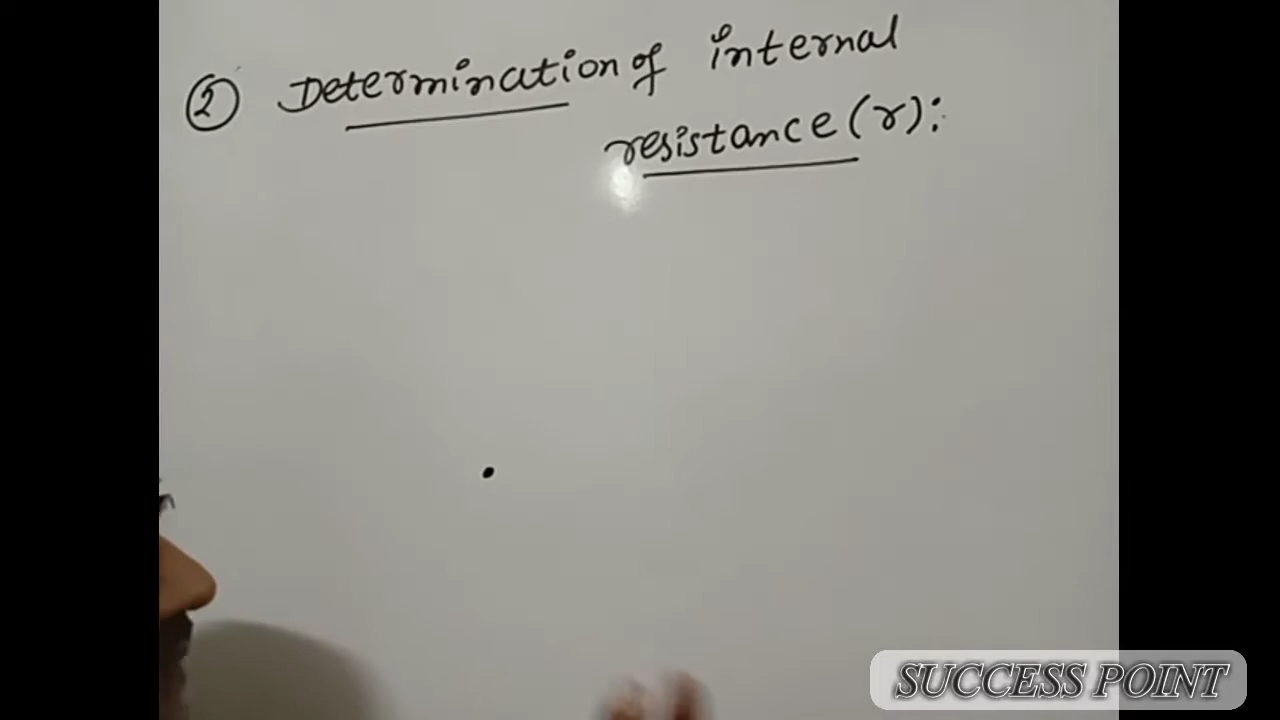 ② Determination of internal
resistance (r):
SUCCESS POINT